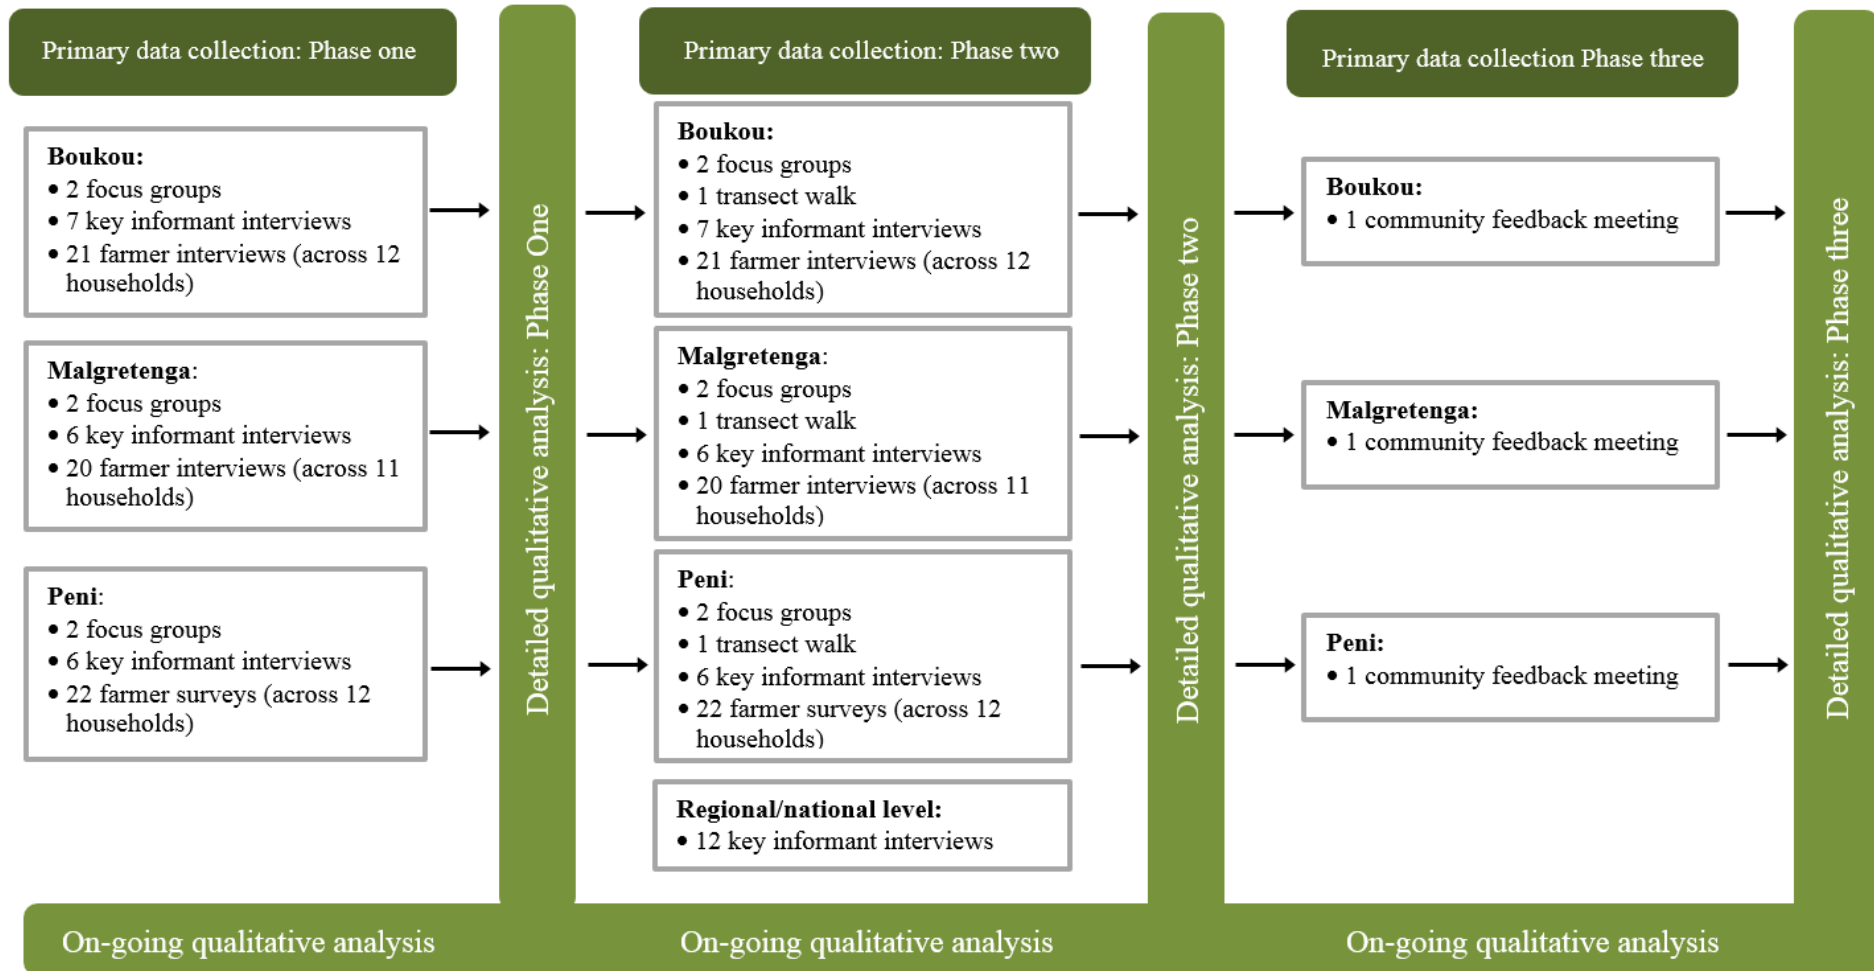 Primary data collection: Phase one
Boukou:
• 2 focus groups
• 7 key informant interviews
• 21 farmer interviews (across 12
households)
Malgretenga:
• 2 focus groups
• 6 key informant interviews
• 20 farmer interviews (across 11
households)
Peni:
• 2 focus groups
• 6 key informant interviews
• 22 farmer surveys (across 12
households)
Detailed qualitative analysis: Phase One
Primary data collection: Phase two
Boukou:
• 2 focus groups
• 1 transect walk
• 7 key informant interviews
• 21 farmer interviews (across 12
households)
Malgretenga:
• 2 focus groups
• 1 transect walk
• 6 key informant interviews
• 20 farmer interviews (across 11
households)
Peni:
• 2 focus groups
• 1 transect walk
• 6 key informant interviews
• 22 farmer surveys (across 12
households)
Regional/national level:
• 12 key informant interviews
Detailed qualitative analysis: Phase two
Primary data collection Phase three
Boukou:
• 1 community feedback meeting
Malgretenga:
• 1 community feedback meeting
Peni:
• 1 community feedback meeting
Detailed qualitative analysis: Phase three
On-going qualitative analysis
On-going qualitative analysis
On-going qualitative analysis